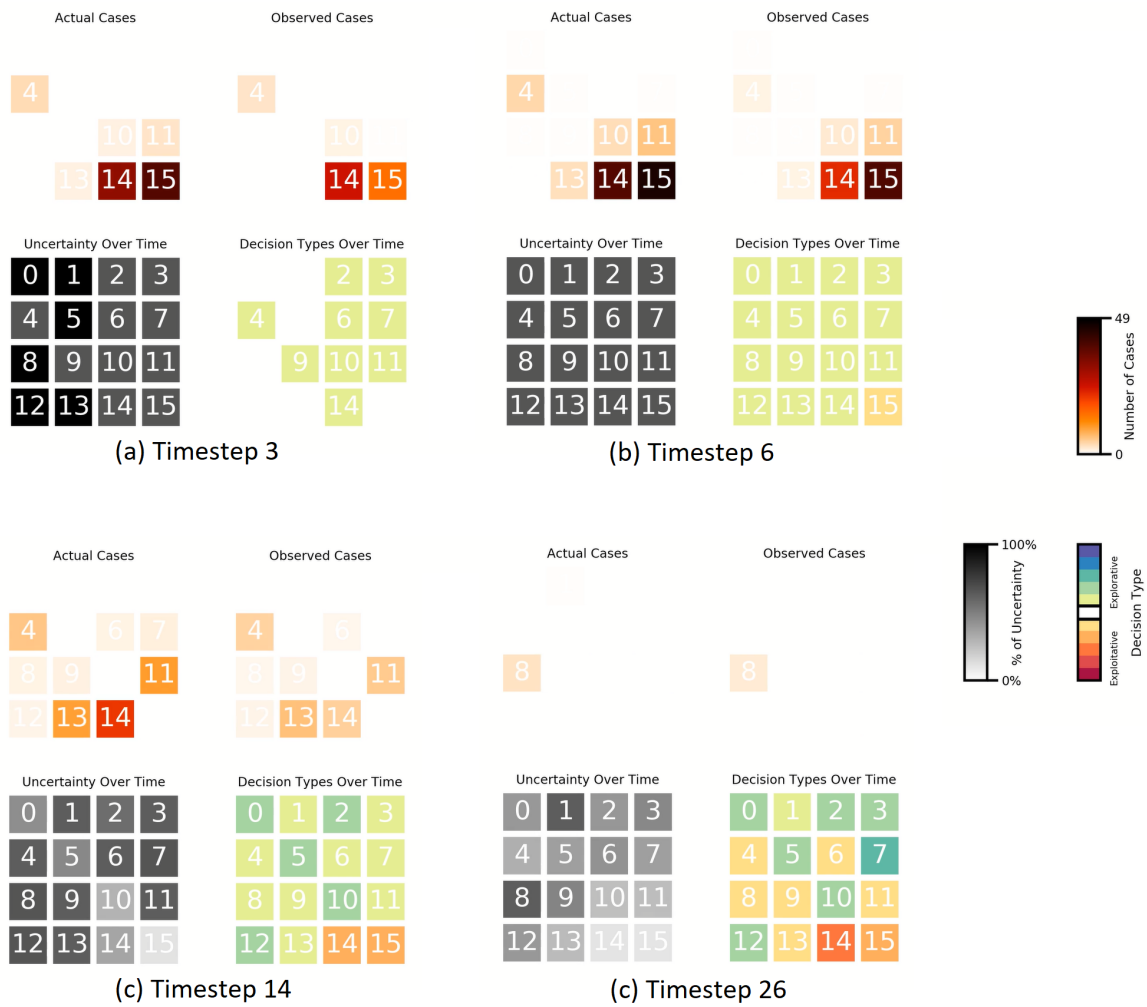 Actual Cases Observed Cases
4 4
10 11 10
13 14 15 14 15
Uncertainty Over Time Decision Types Over Time
0 1 2 3 2 3
4 5 6 7 4 6 7
8 9 10 11 9 10 11
12 13 14 15 14
(a) Timestep 3
Actual Cases Observed Cases
4 4
10 11 10 11
13 14 15 13 14 15
Uncertainty Over Time Decision Types Over Time
0 1 2 3 0 1 2 3
4 5 6 7 4 5 6 7
8 9 10 11 8 9 10 11
12 13 14 15 12 13 14 15
(b) Timestep 6
49
Number of Cases
0
Actual Cases Observed Cases
4 6 7 4 6
8 9 11 8 9 11
12 13 14 12 13 14
Uncertainty Over Time Decision Types Over Time
0 1 2 3 0 1 2 3
4 5 6 7 4 5 6 7
8 9 10 11 8 9 10 11
12 13 14 15 12 13 14 15
(c) Timestep 14
Actual Cases Observed Cases
8 8
Uncertainty Over Time Decision Types Over Time
0 1 2 3 0 1 2 3
4 5 6 7 4 5 6 7
8 9 10 11 8 9 10 11
12 13 14 15 12 13 14 15
(c) Timestep 26
100%
% of Uncertainty
0%
Explorative
Exploitative
Decision Type